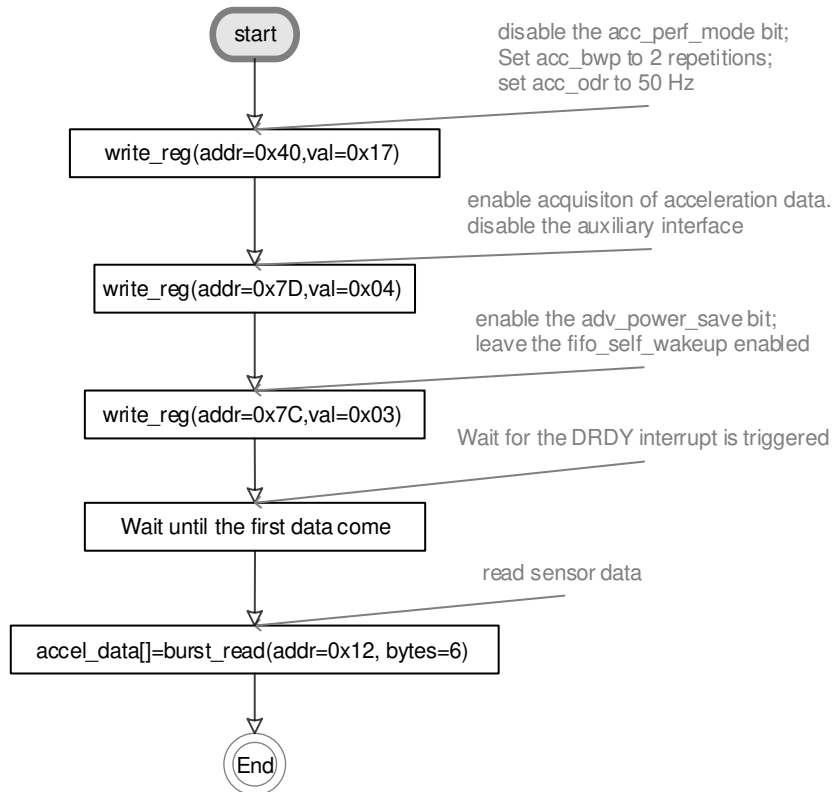 start
disable the acc_perf_mode bit;
Set acc_bwp to 2 repetitions;
set acc_odr to 50 Hz
write_reg(addr=0x40,val=0x17)
enable acquisiton of acceleration data.
disable the auxiliary interface
write_reg(addr=0x7D,val=0x04)
enable the adv_power_save bit;
leave the fifo_self_wakeup enabled
write_reg(addr=0x7C,val=0x03)
Wait for the DRDY interrupt is triggered
Wait until the first data come
read sensor data
accel_data[]=burst_read(addr=0x12, bytes=6)
End